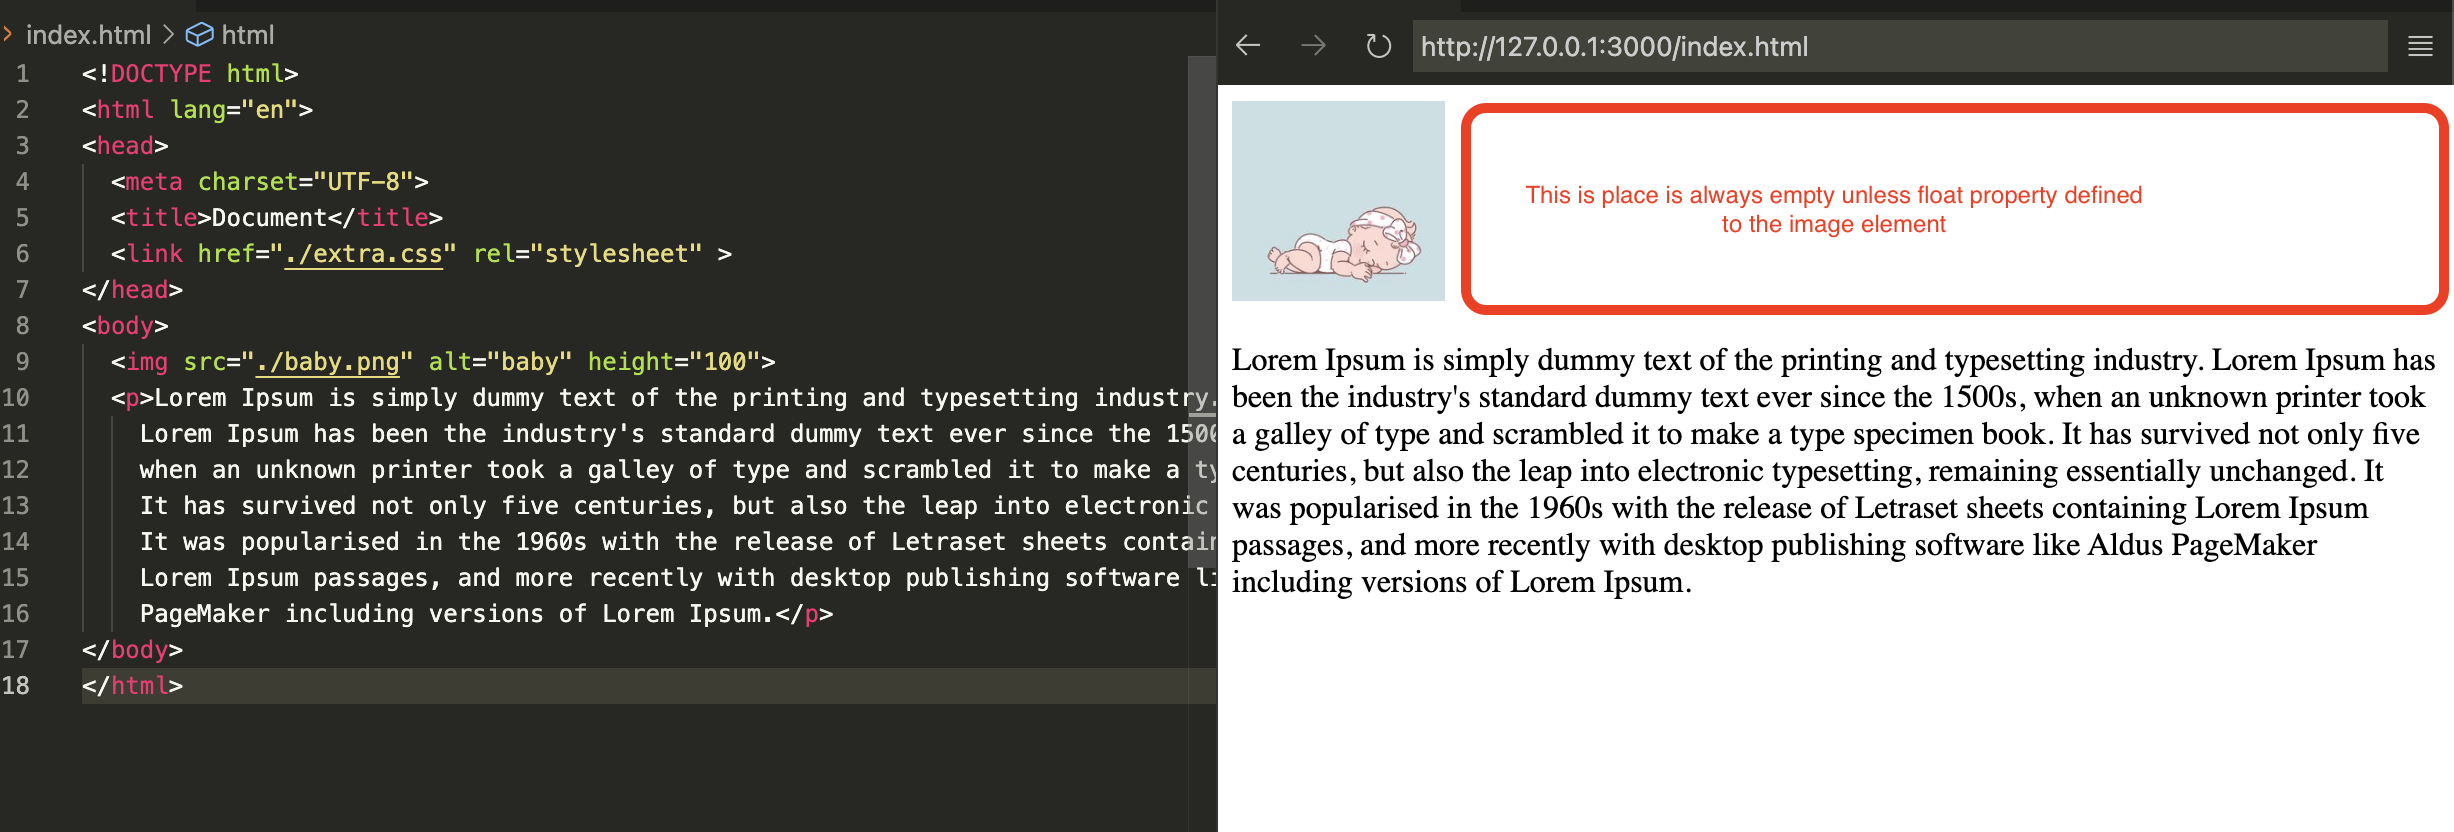 index.html > html
1 <!DOCTYPE html>
2 <html lang="en">
3 <head>
4 <meta charset="UTF-8">
5 <title>Document</title>
6 <link href="./extra.css" rel="stylesheet" >
7 </head>
8 <body>
9 <img src="./baby.png" alt="baby" height="100">
10 <p>Lorem Ipsum is simply dummy text of the printing and typesetting industry.
11 Lorem Ipsum has been the industry's standard dummy text ever since the 1500
12 when an unknown printer took a galley of type and scrambled it to make a ty
13 It has survived not only five centuries, but also the leap into electronic
14 It was popularised in the 1960s with the release of Letraset sheets contain
15 Lorem Ipsum passages, and more recently with desktop publishing software li
16 PageMaker including versions of Lorem Ipsum.</p>
17 </body>
18 </html>
http://127.0.0.1:3000/index.html
This is place is always empty unless float property defined
to the image element
Lorem Ipsum is simply dummy text of the printing and typesetting industry. Lorem Ipsum has
been the industry's standard dummy text ever since the 1500s, when an unknown printer took
a galley of type and scrambled it to make a type specimen book. It has survived not only five
centuries, but also the leap into electronic typesetting, remaining essentially unchanged. It
was popularised in the 1960s with the release of Letraset sheets containing Lorem Ipsum
passages, and more recently with desktop publishing software like Aldus PageMaker
including versions of Lorem Ipsum.